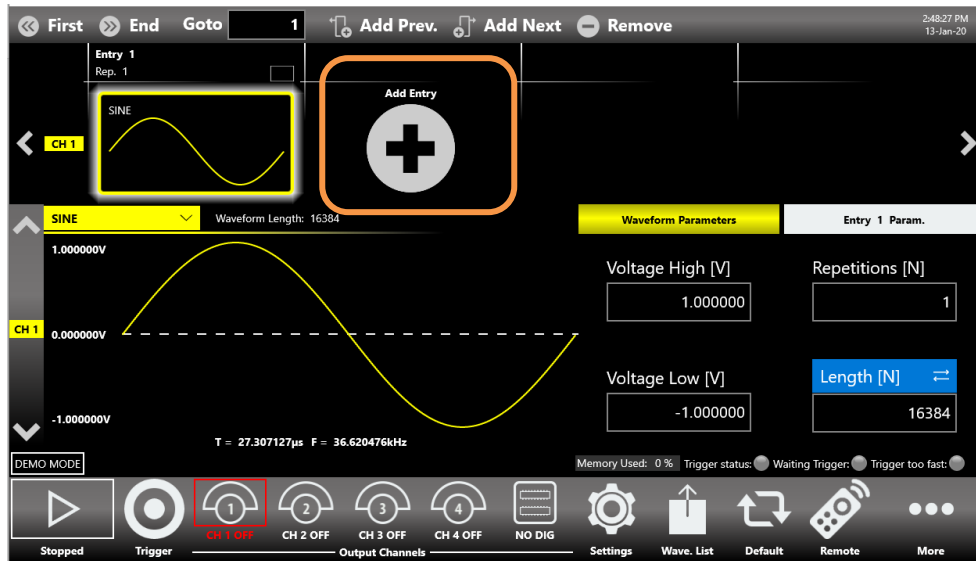 First End Goto 1 Add Prev. Add Next Remove
2:48:27 PM
13-Jan-20
Entry 1
Rep. 1
SINE
Add Entry
CH 1
SINE Waveform Length: 16384
Waveform Parameters Entry 1 Param.
1.000000V
Voltage High [V] Repetitions [N]
1.000000 1
CH 1 0.000000V
Voltage Low [V] Length [N]
-1.000000V -1.000000 16384
T = 27.307127µs F = 36.620476kHz
DEMO MODE Memory Used: 0 % Trigger status: Waiting Trigger: Trigger too fast:
1 2 3 4
CH 1 OFF CH 2 OFF CH 3 OFF CH 4 OFF NO DIG
Stopped Trigger Output Channels Settings Wave. List Default Remote More